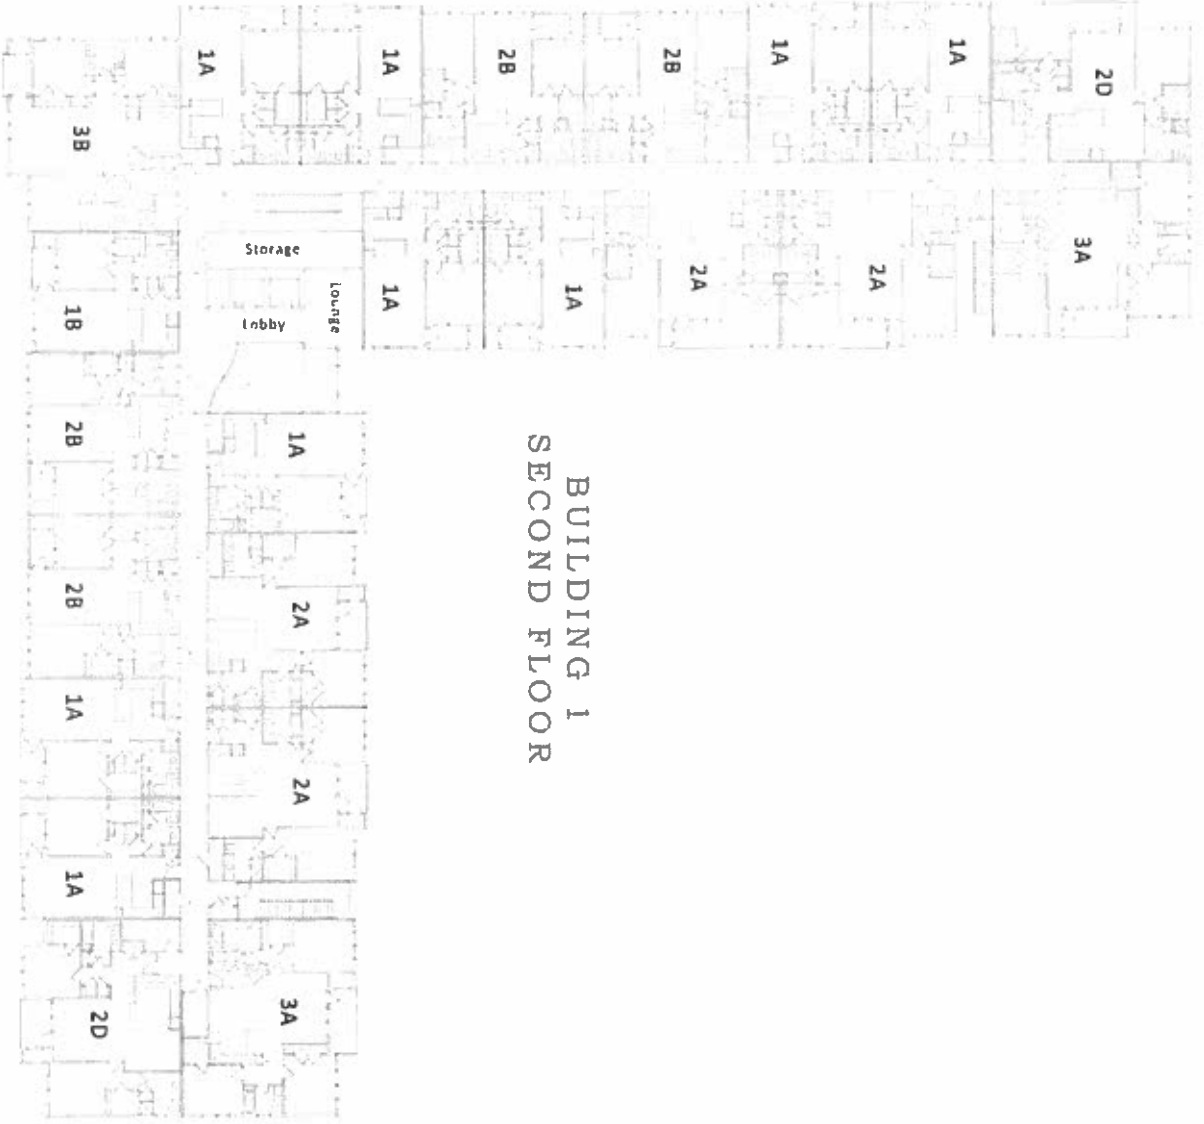 1A
1A
2B
2B
1A
1A
2D
3B
Storage
Lounge
Lobby
1A
1A
2A
2A
3A
1B
2B
2B
1A
1A
2D
1A
2A
2A
3A
BUILDING 1
SECOND FLOOR